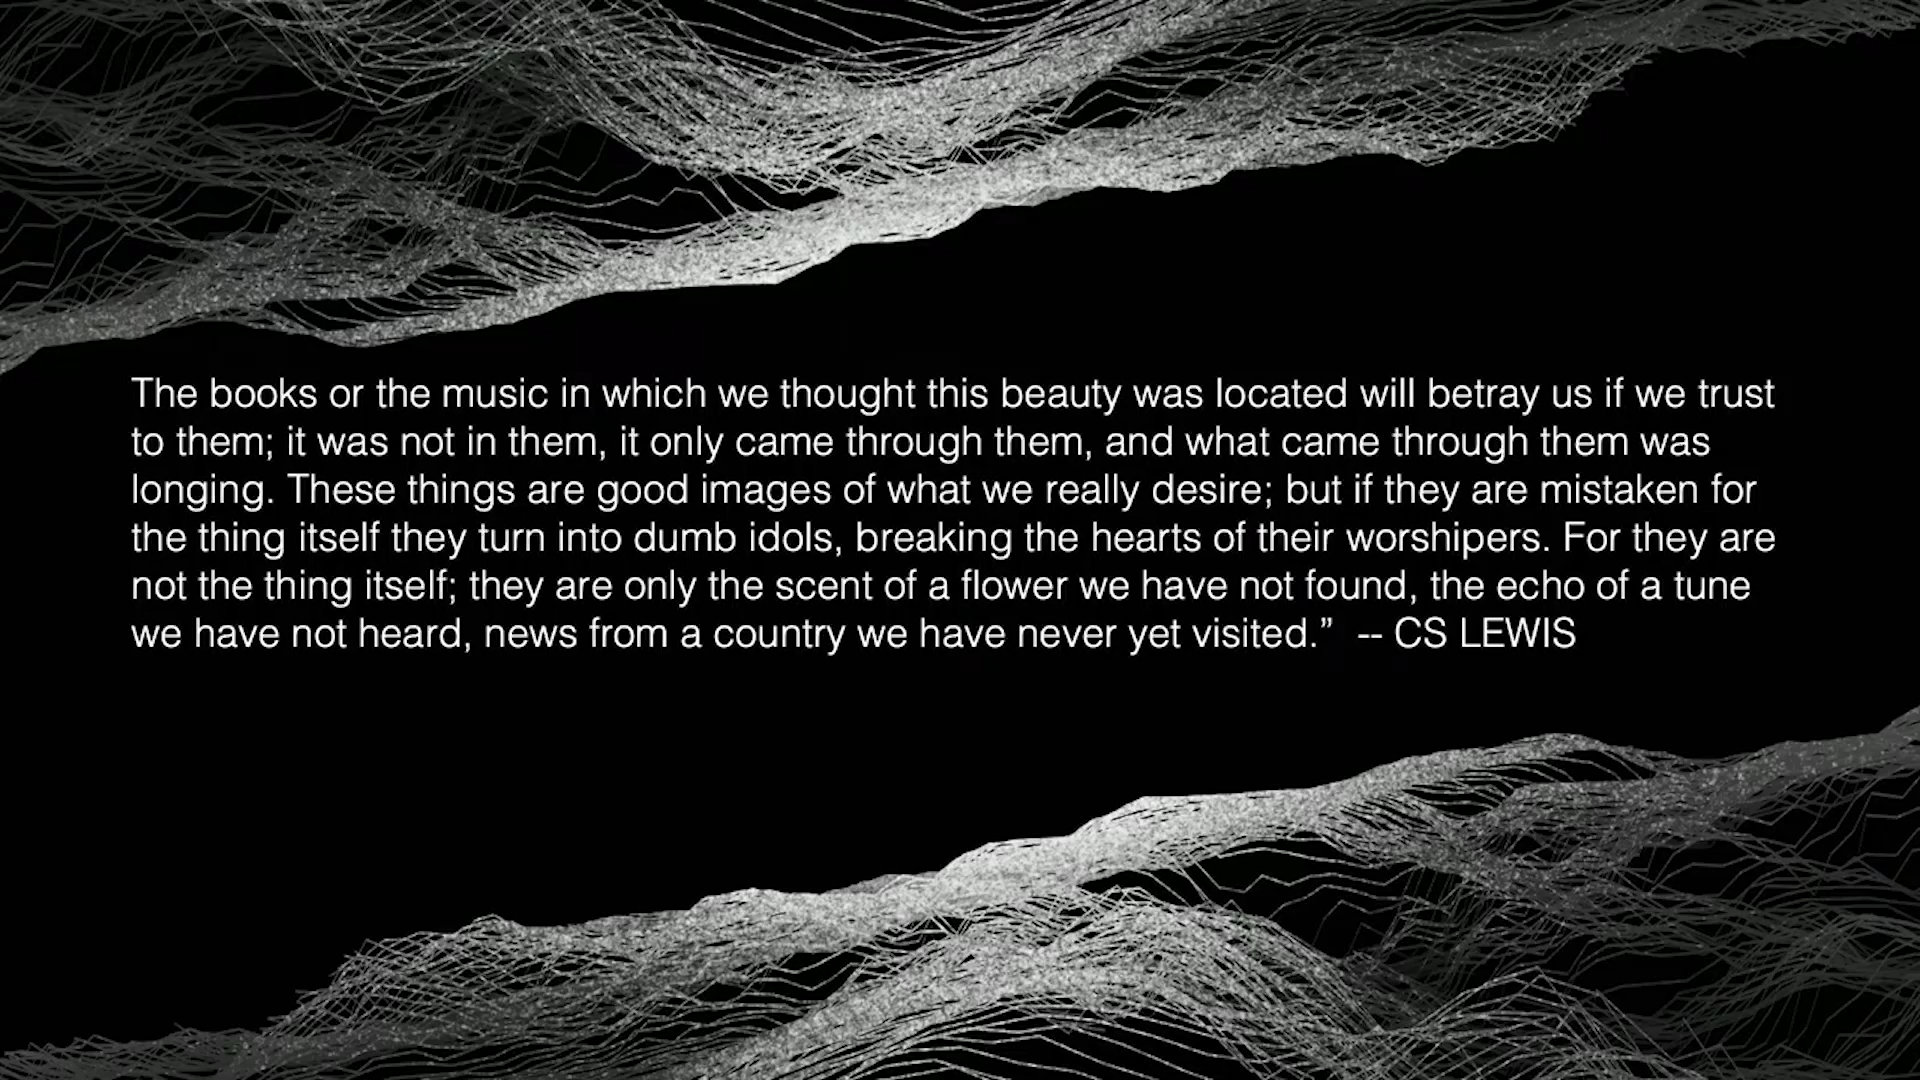 The books or the music in which we thought this beauty was located will betray us if we trust
to them; it was not in them, it only came through them, and what came through them was
longing. These things are good images of what we really desire; but if they are mistaken for
the thing itself they turn into dumb idols, breaking the hearts of their worshipers. For they are
not the thing itself; they are only the scent of a flower we have not found, the echo of a tune
we have not heard, news from a country we have never yet visited.”  -- CS LEWIS